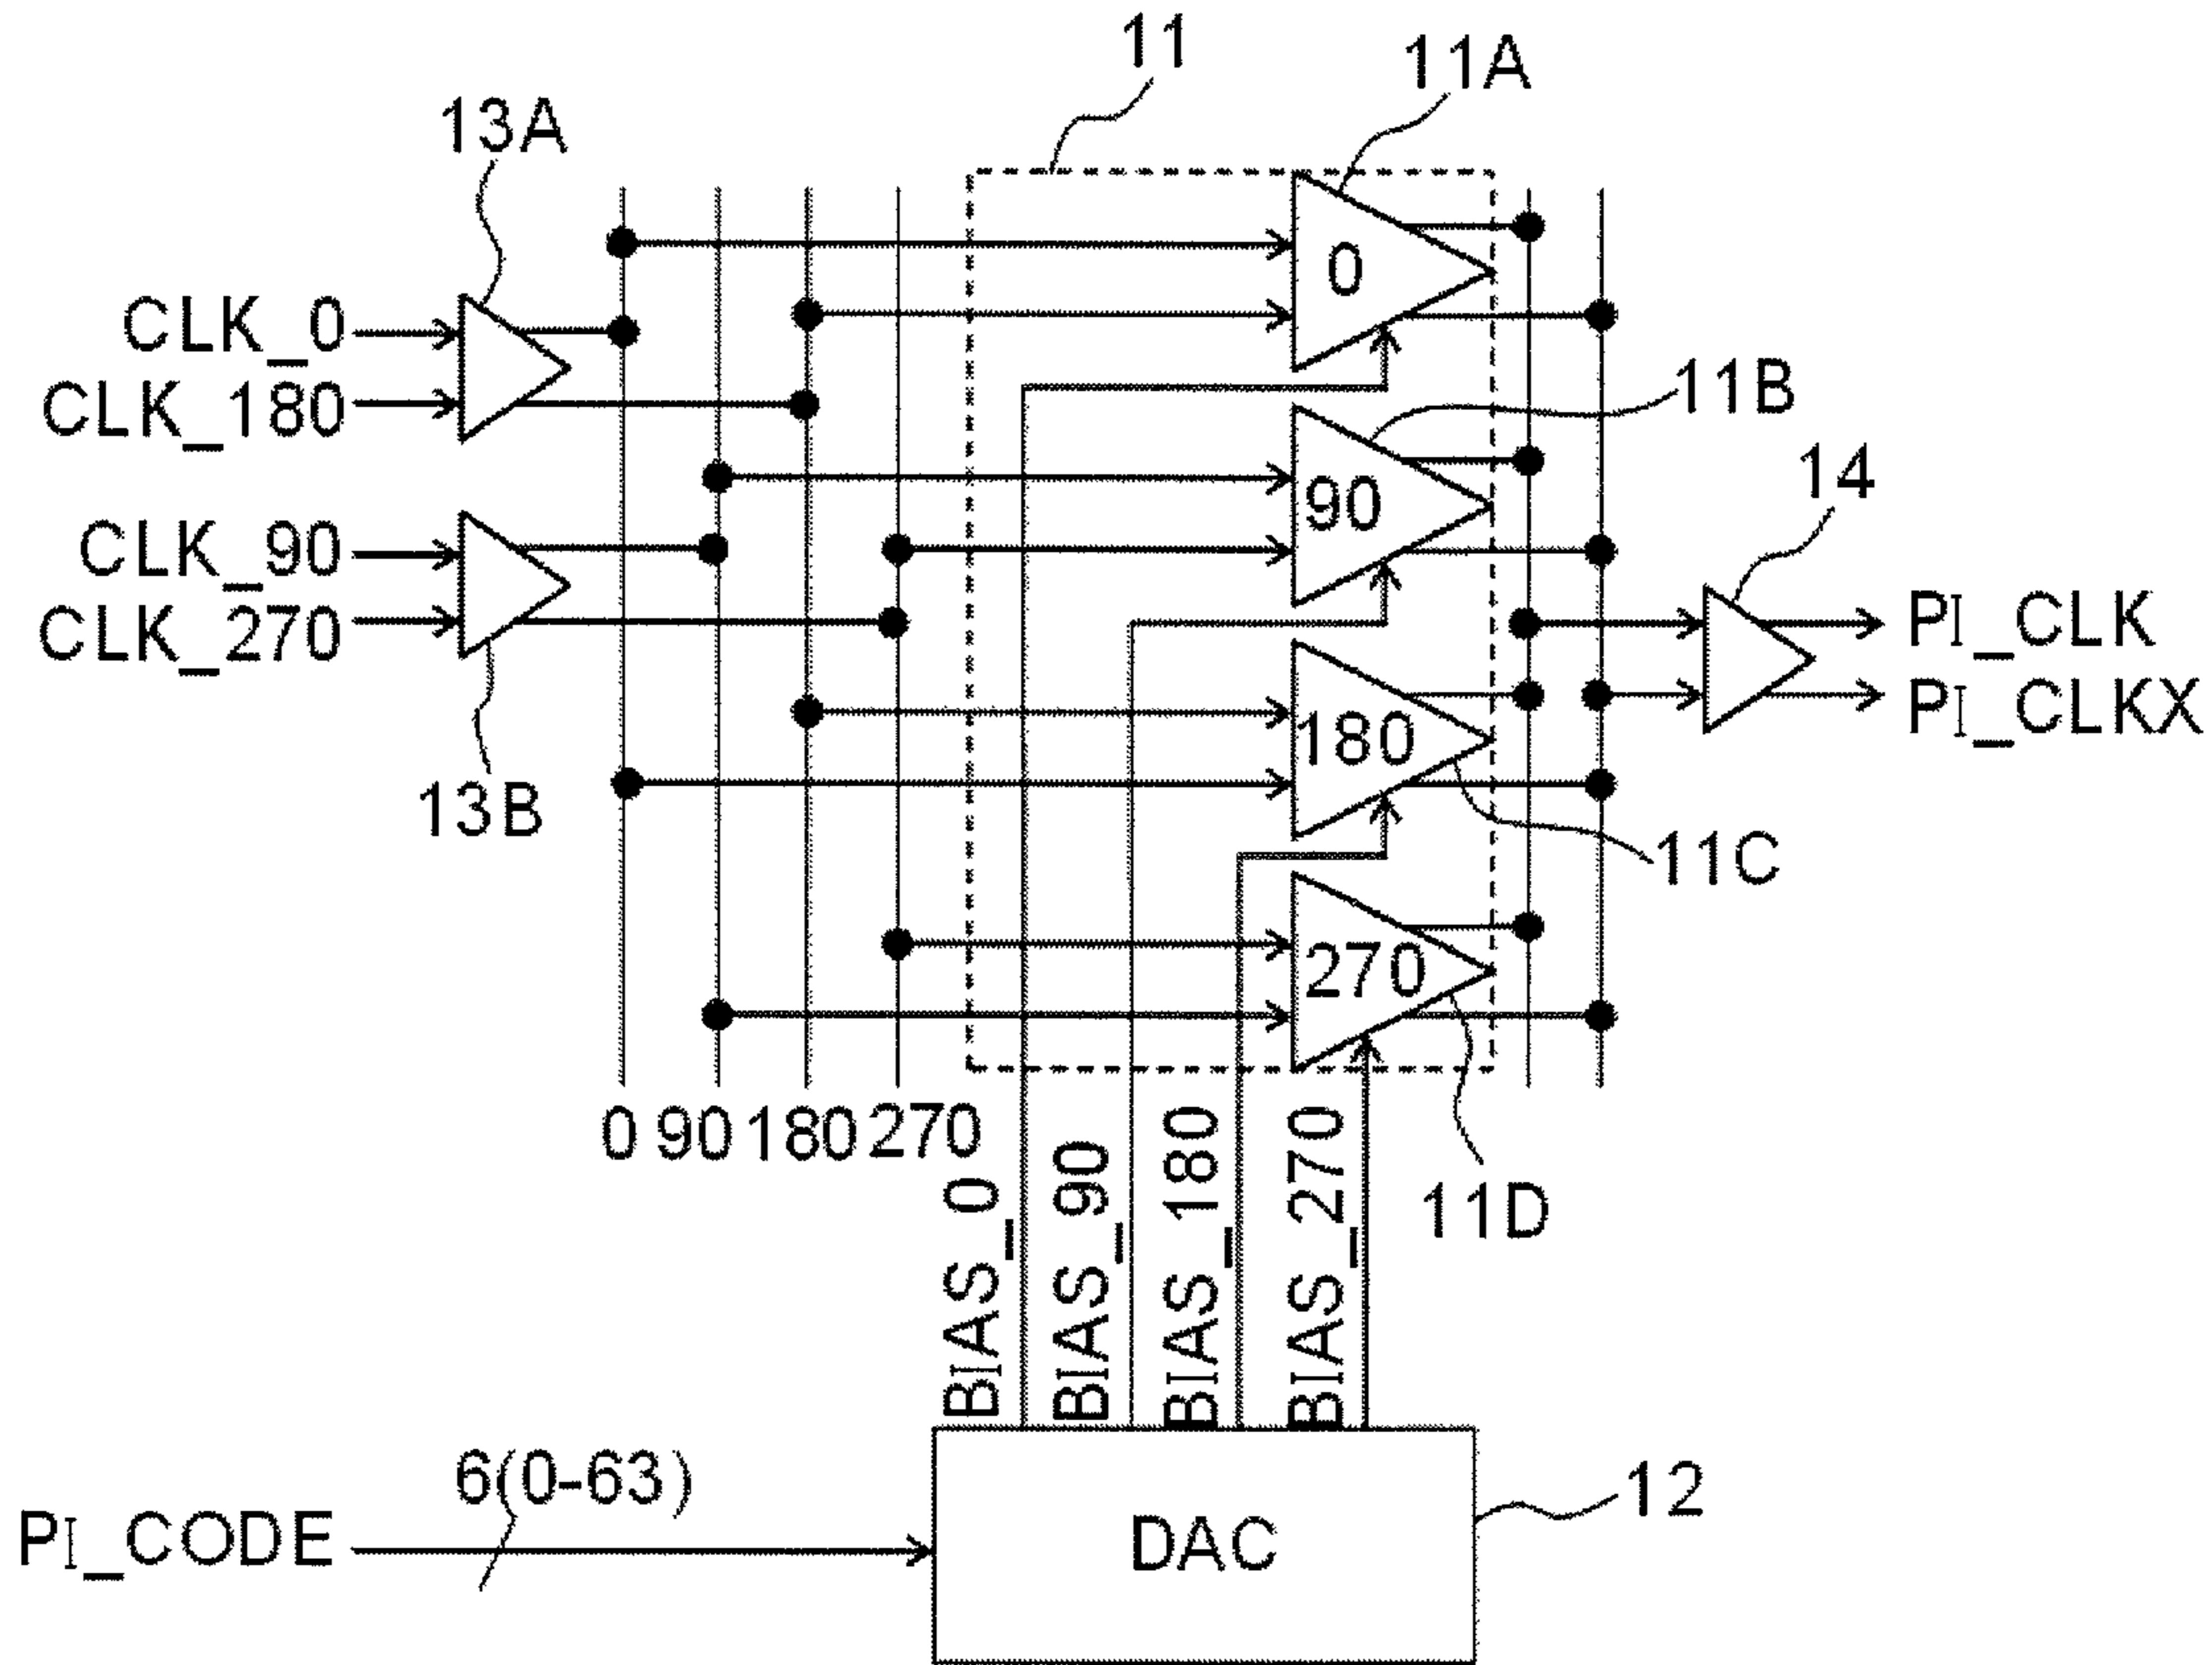 11
11A
13A
0
CLK_0
CLK_180
11B
90
14
CLK_90
CLK_270
PI_CLK
PI_CLKX
180
13B
11C
270
0 90 180 270
11D
BIAS_0
BIAS_90
BIAS_180
BIAS_270
6(0-63)
PI_CODE
DAC
12